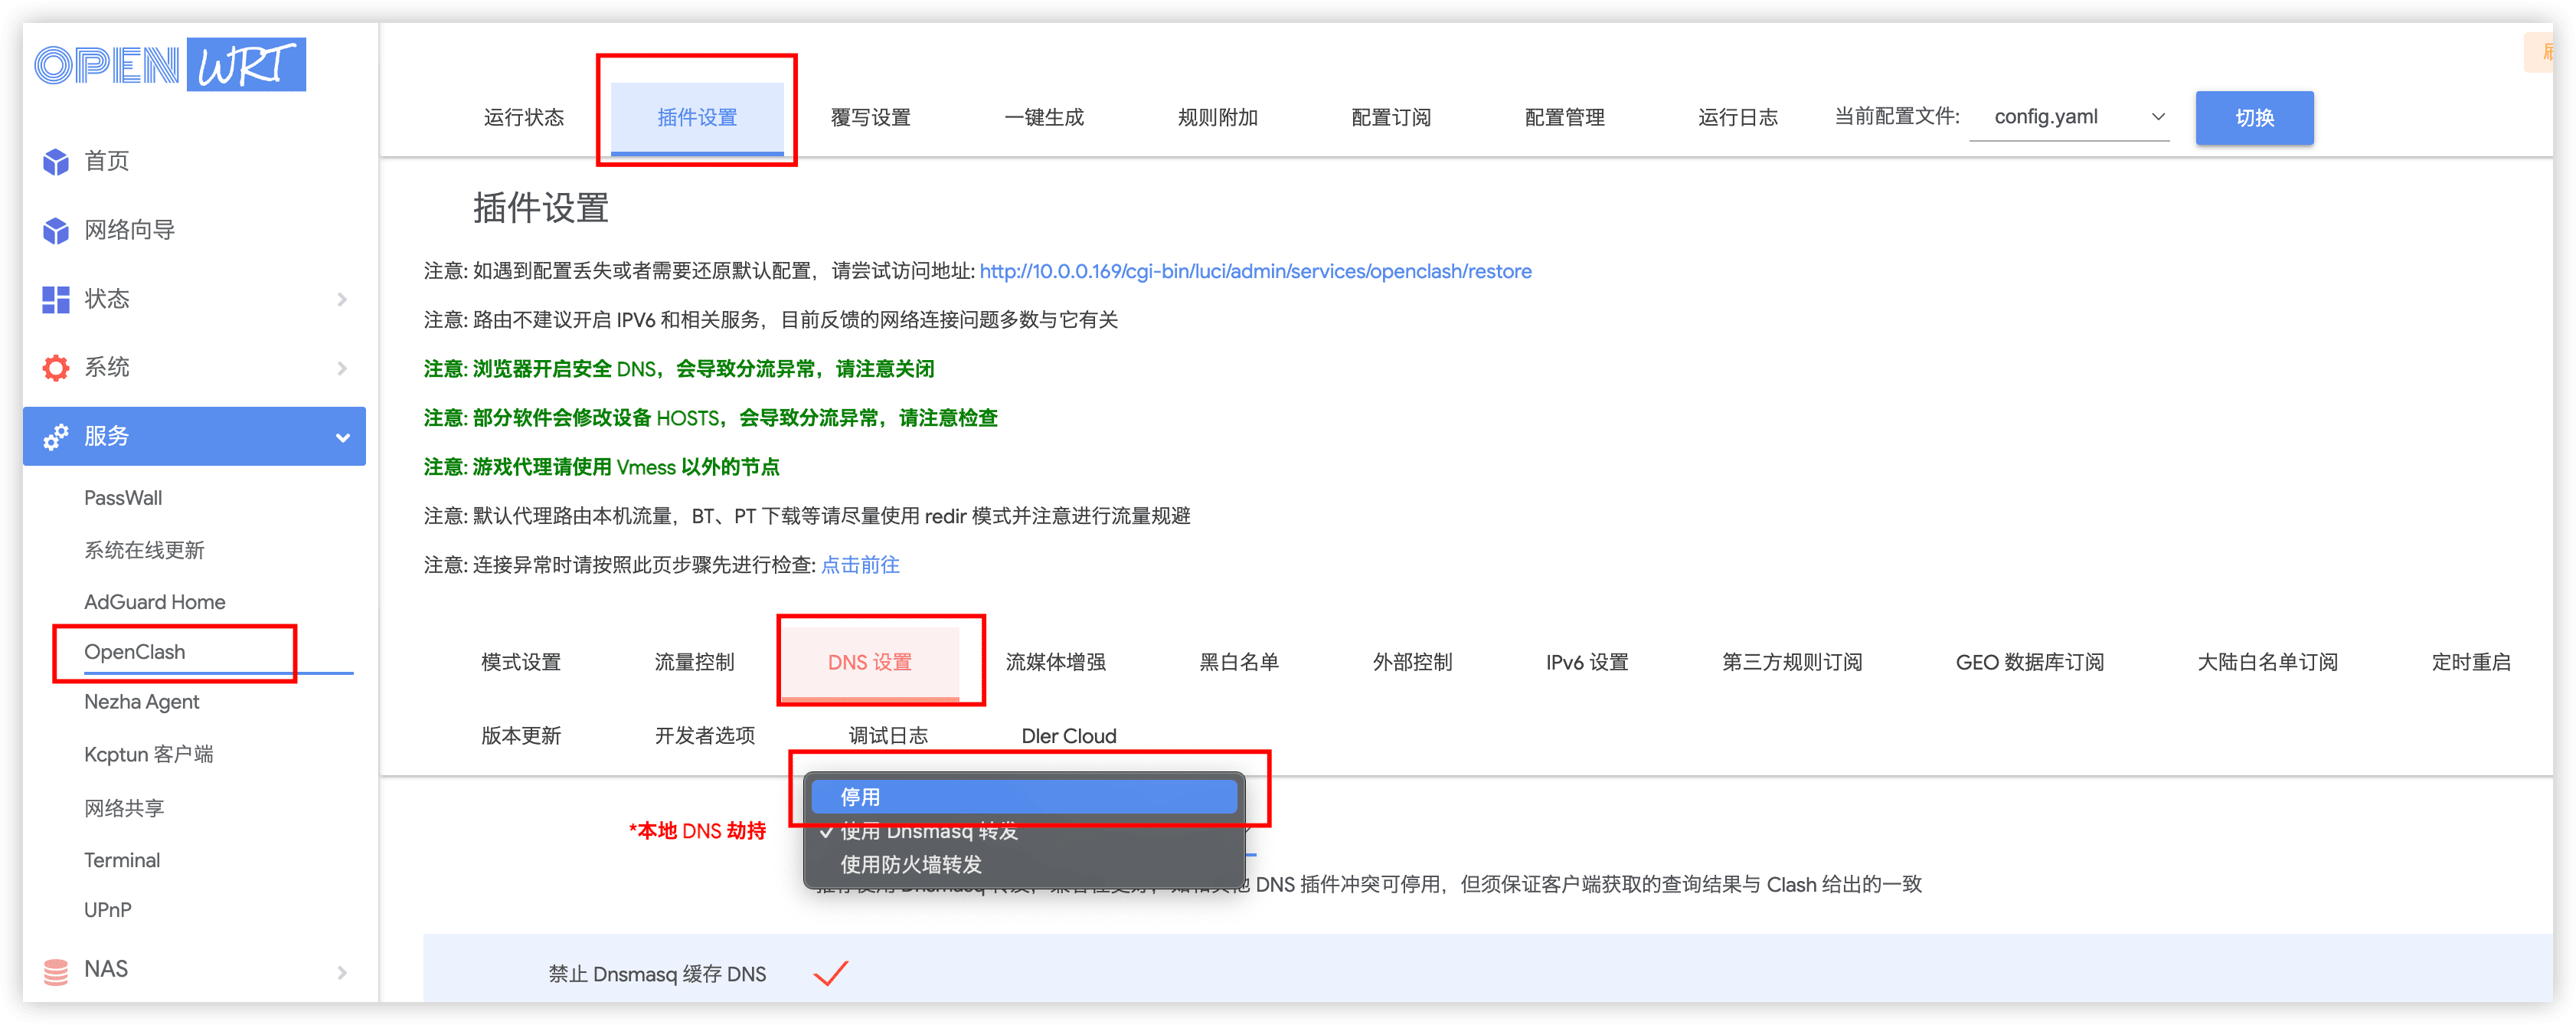 OPENWRT
首页
网络向导
状态
系统
服务
PassWall
系统在线更新
AdGuard Home
OpenClash
Nezha Agent
Kcptun 客户端
网络共享
Terminal
UPnP
NAS
运行状态 插件设置 覆写设置 一键生成 规则附加 配置订阅 配置管理 运行日志 当前配置文件: config.yaml 切换
插件设置
注意: 如遇到配置丢失或者需要还原默认配置，请尝试访问地址: http://10.0.0.169/cgi-bin/luci/admin/services/openclash/restore
注意: 路由不建议开启 IPV6 和相关服务，目前反馈的网络连接问题多数与它有关
注意: 浏览器开启安全 DNS，会导致分流异常，请注意关闭
注意: 部分软件会修改设备 HOSTS，会导致分流异常，请注意检查
注意: 游戏代理请使用 Vmess 以外的节点
注意: 默认代理路由本机流量，BT、PT 下载等请尽量使用 redir 模式并注意进行流量规避
注意: 连接异常时请按照此页步骤先进行检查: 点击前往
模式设置 流量控制 DNS 设置 流媒体增强 黑白名单 外部控制 IPv6 设置 第三方规则订阅 GEO 数据库订阅 大陆白名单订阅 定时重启
版本更新 开发者选项 调试日志 Dler Cloud
停用
*本地 DNS 劫持 ✓ 使用 Dnsmasq 转发
使用防火墙转发
DNS 插件冲突可停用，但须保证客户端获取的查询结果与 Clash 给出的一致
禁止 Dnsmasq 缓存 DNS